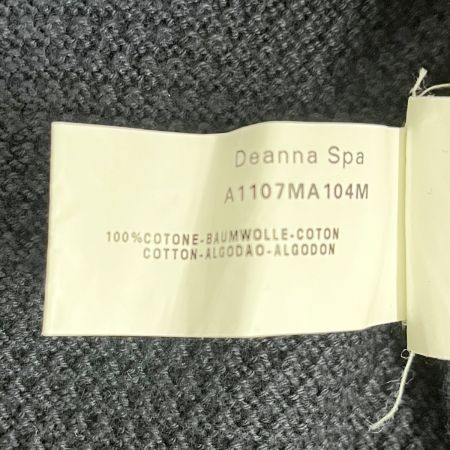 Deanna Spa
A1107MA104M
100%COTONE-BAUMWOLLE-COTON
COTTON-ALGODAO-ALGODON